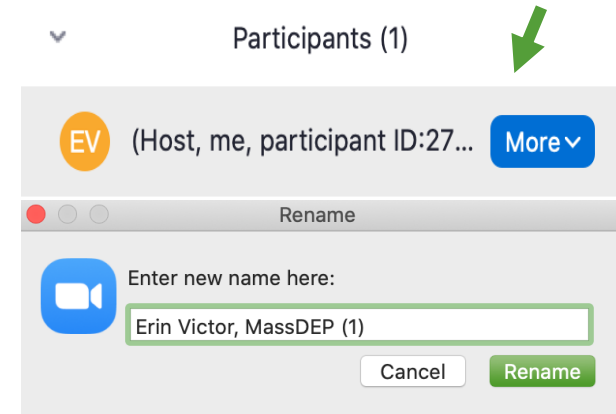 Participants (1)
EV (Host, me, participant ID:27... More
Rename
Enter new name here:
Erin Victor, MassDEP (1)
Cancel Rename